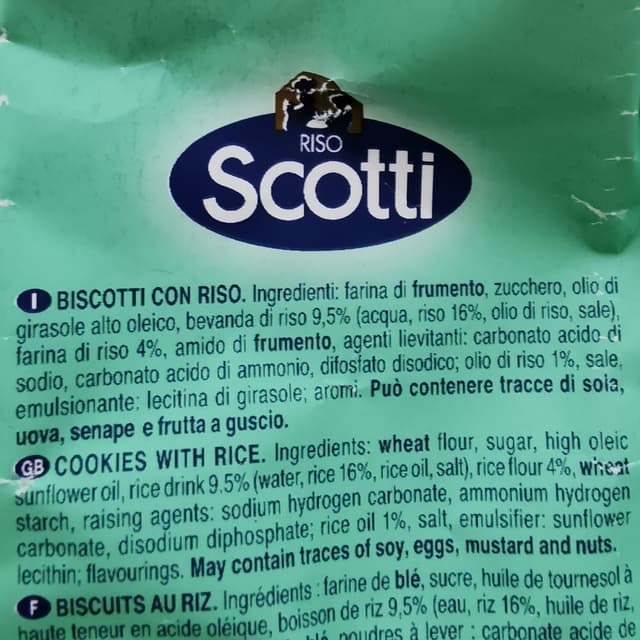 RISO
Scotti
I BISCOTTI CON RISO. Ingredienti: farina di frumento, zucchero, olio di
girasole alto oleico, bevanda di riso 9,5% (acqua, riso 16%, olio di riso, sale),
farina di riso 4%, amido di frumento, agenti lievitanti: carbonato acido di
sodio, carbonato acido di ammonio, difosfato disodico; olio di riso 1%, sale,
emulsionante: lecitina di girasole; aromi. Può contenere tracce di soia,
uova, senape e frutta a guscio.
GB COOKIES WITH RICE. Ingredients: wheat flour, sugar, high oleic
sunflower oil, rice drink 9.5% (water, rice 16%, rice oil, salt), rice flour 4%, wheat
starch, raising agents: sodium hydrogen carbonate, ammonium hydrogen
carbonate, disodium diphosphate; rice oil 1%, salt, emulsifier: sunflower
lecithin; flavourings. May contain traces of soy, eggs, mustard and nuts.
F BISCUITS AU RIZ. Ingrédients : farine de blé, sucre, huile de tournesol à
haute teneur en acide oléique, boisson de riz 9,5% (eau, riz 16%, huile de riz,
blé, poudres à lever : carbonate acide de